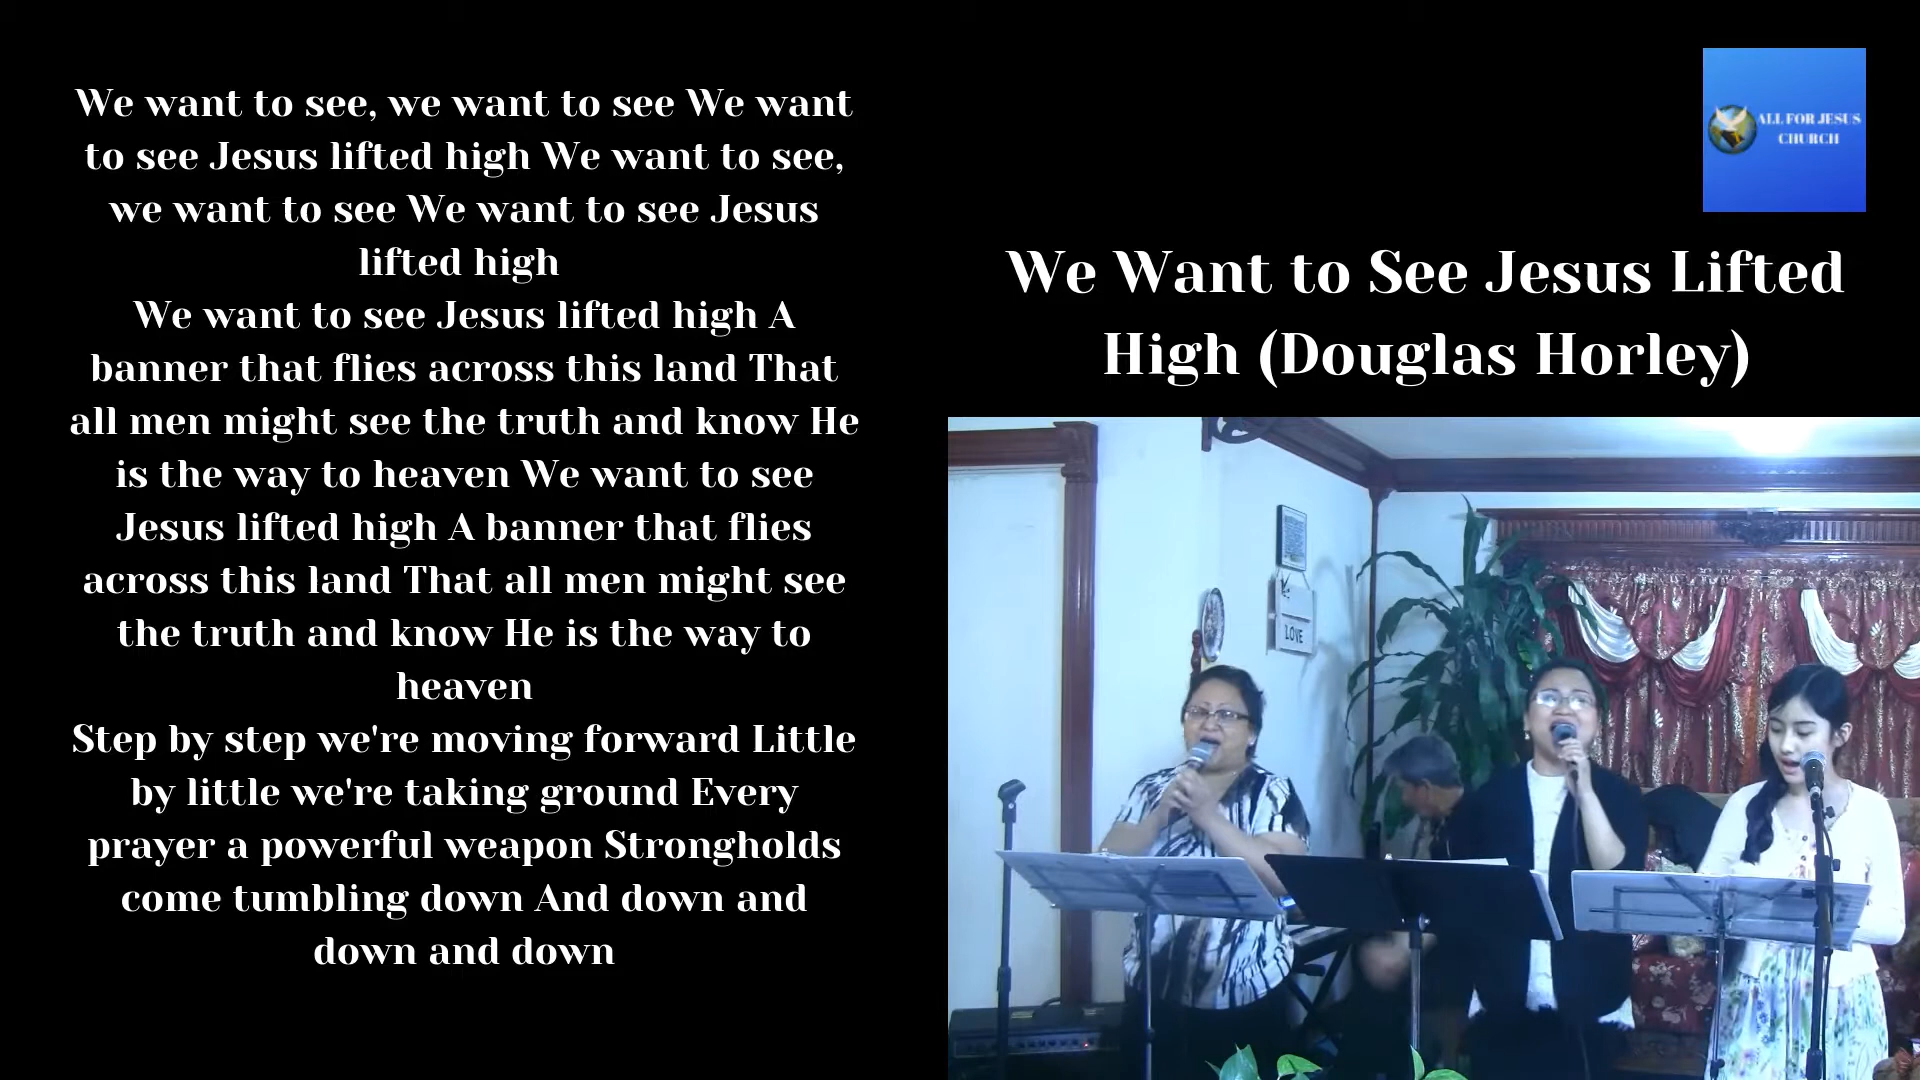 We want to see, we want to see We want
to see Jesus lifted high We want to see,
we want to see We want to see Jesus
lifted high
We want to see Jesus lifted high A
banner that flies across this land That
all men might see the truth and know He
is the way to heaven We want to see
Jesus lifted high A banner that flies
across this land That all men might see
the truth and know He is the way to
heaven
Step by step we're moving forward Little
by little we're taking ground Every
prayer a powerful weapon Strongholds
come tumbling down And down and
down and down
ALL FOR JESUS
CHURCH
We Want to See Jesus Lifted
High (Douglas Horley)
LOVE